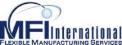 MFI International
FLEXIBLE MANUFACTURING SERVICES